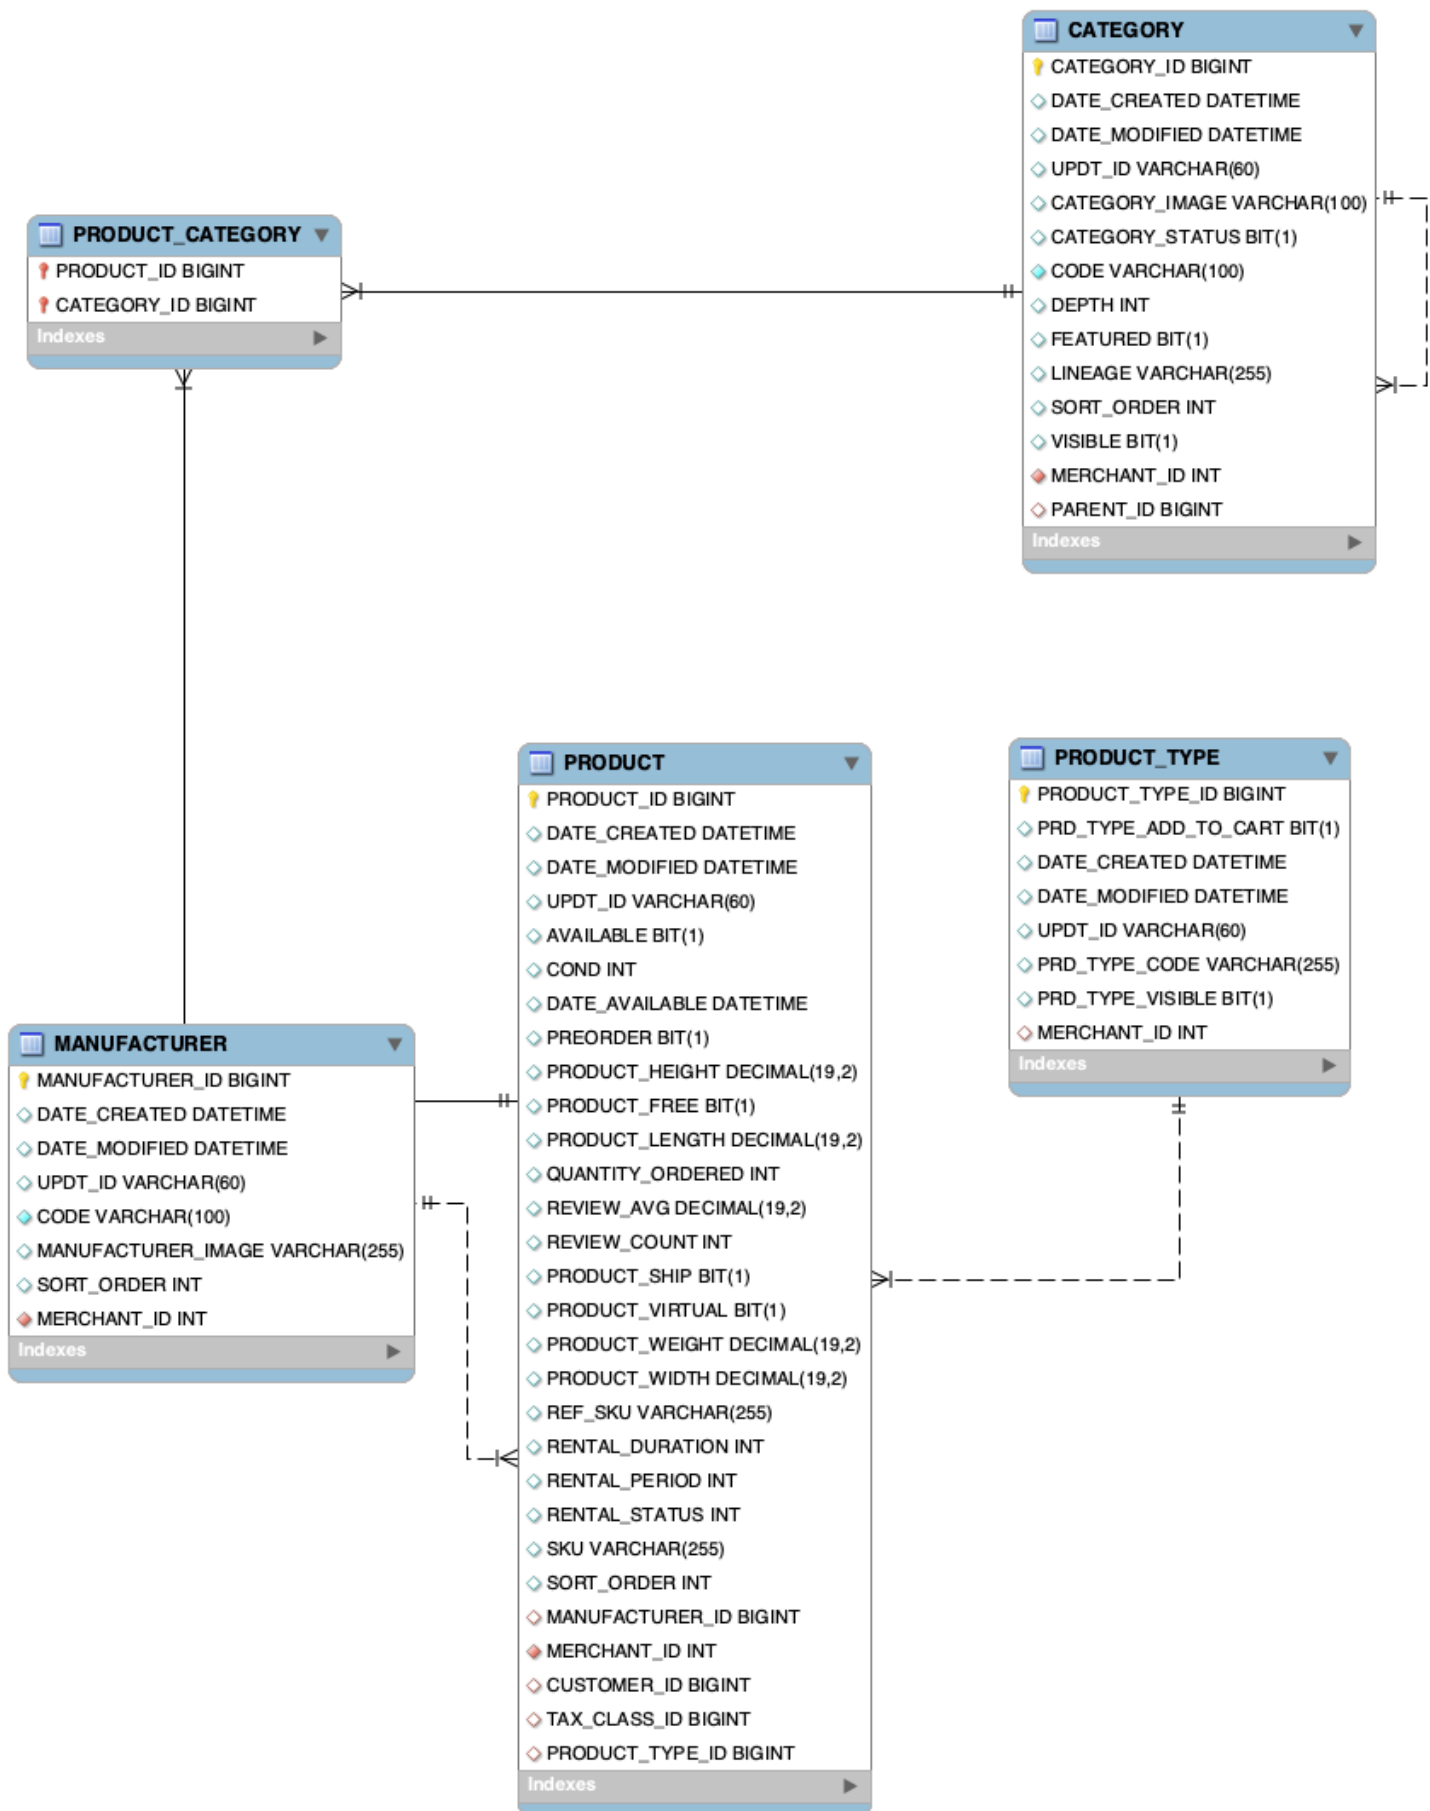 CATEGORY
CATEGORY_ID BIGINT
DATE_CREATED DATETIME
DATE_MODIFIED DATETIME
UPDT_ID VARCHAR(60)
CATEGORY_IMAGE VARCHAR(100)
CATEGORY_STATUS BIT(1)
CODE VARCHAR(100)
DEPTH INT
FEATURED BIT(1)
LINEAGE VARCHAR(255)
SORT_ORDER INT
VISIBLE BIT(1)
MERCHANT_ID INT
PARENT_ID BIGINT
Indexes
PRODUCT_CATEGORY
PRODUCT_ID BIGINT
CATEGORY_ID BIGINT
Indexes
PRODUCT
PRODUCT_ID BIGINT
DATE_CREATED DATETIME
DATE_MODIFIED DATETIME
UPDT_ID VARCHAR(60)
AVAILABLE BIT(1)
COND INT
DATE_AVAILABLE DATETIME
PREORDER BIT(1)
PRODUCT_HEIGHT DECIMAL(19,2)
PRODUCT_FREE BIT(1)
PRODUCT_LENGTH DECIMAL(19,2)
QUANTITY_ORDERED INT
REVIEW_AVG DECIMAL(19,2)
REVIEW_COUNT INT
PRODUCT_SHIP BIT(1)
PRODUCT_VIRTUAL BIT(1)
PRODUCT_WEIGHT DECIMAL(19,2)
PRODUCT_WIDTH DECIMAL(19,2)
REF_SKU VARCHAR(255)
RENTAL_DURATION INT
RENTAL_PERIOD INT
RENTAL_STATUS INT
SKU VARCHAR(255)
SORT_ORDER INT
MANUFACTURER_ID BIGINT
MERCHANT_ID INT
CUSTOMER_ID BIGINT
TAX_CLASS_ID BIGINT
PRODUCT_TYPE_ID BIGINT
Indexes
PRODUCT_TYPE
PRODUCT_TYPE_ID BIGINT
PRD_TYPE_ADD_TO_CART BIT(1)
DATE_CREATED DATETIME
DATE_MODIFIED DATETIME
UPDT_ID VARCHAR(60)
PRD_TYPE_CODE VARCHAR(255)
PRD_TYPE_VISIBLE BIT(1)
MERCHANT_ID INT
Indexes
MANUFACTURER
MANUFACTURER_ID BIGINT
DATE_CREATED DATETIME
DATE_MODIFIED DATETIME
UPDT_ID VARCHAR(60)
CODE VARCHAR(100)
MANUFACTURER_IMAGE VARCHAR(255)
SORT_ORDER INT
MERCHANT_ID INT
Indexes